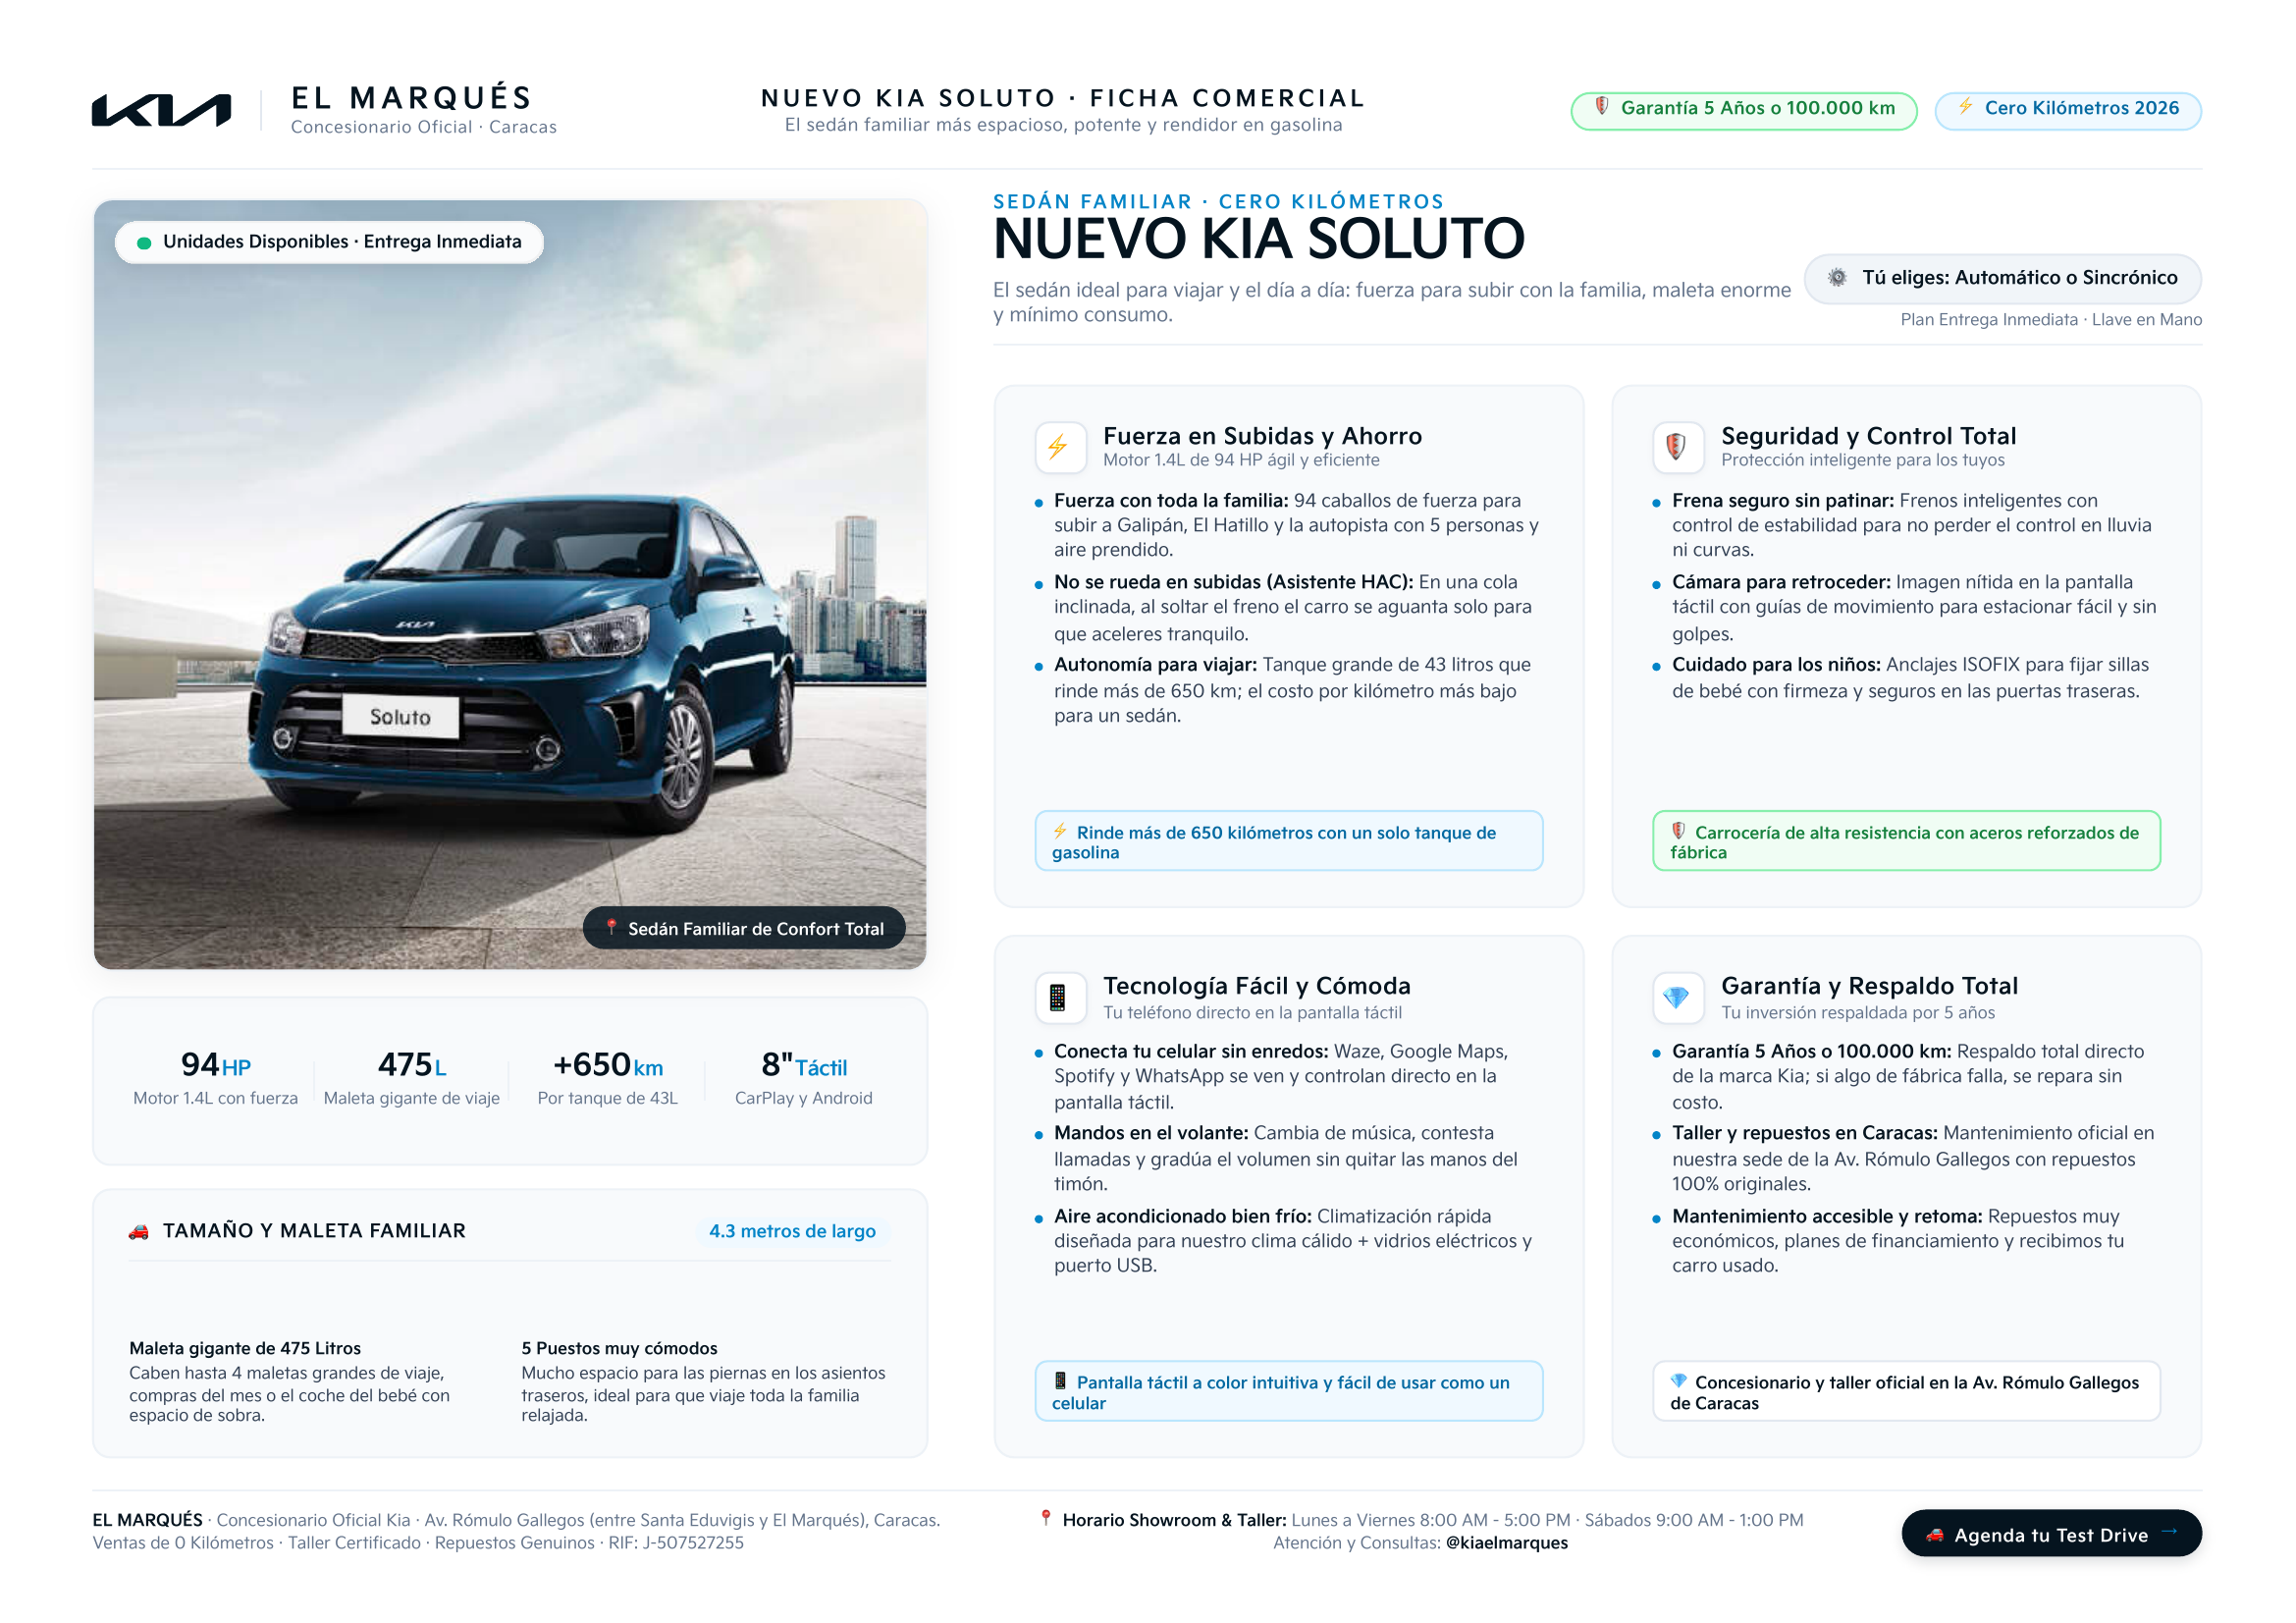 KIA
EL MARQUÉS
Concesionario Oficial · Caracas
NUEVO KIA SOLUTO · FICHA COMERCIAL
El sedán familiar más espacioso, potente y rendidor en gasolina
Garantía 5 Años o 100.000 km
Cero Kilómetros 2026
Unidades Disponibles · Entrega Inmediata
KIA
Soluto
Sedán Familiar de Confort Total
94HP
Motor 1.4L con fuerza
475L
Maleta gigante de viaje
+650km
Por tanque de 43L
8"Táctil
CarPlay y Android
TAMAÑO Y MALETA FAMILIAR
4.3 metros de largo
Maleta gigante de 475 Litros
Caben hasta 4 maletas grandes de viaje,
compras del mes o el coche del bebé con
espacio de sobra.
5 Puestos muy cómodos
Mucho espacio para las piernas en los asientos
traseros, ideal para que viaje toda la familia
relajada.
SEDÁN FAMILIAR · CERO KILÓMETROS
NUEVO KIA SOLUTO
El sedán ideal para viajar y el día a día: fuerza para subir con la familia, maleta enorme
y mínimo consumo.
Tú eliges: Automático o Sincrónico
Plan Entrega Inmediata · Llave en Mano
Fuerza en Subidas y Ahorro
Motor 1.4L de 94 HP ágil y eficiente
Fuerza con toda la familia: 94 caballos de fuerza para
subir a Galipán, El Hatillo y la autopista con 5 personas y
aire prendido.
No se rueda en subidas (Asistente HAC): En una cola
inclinada, al soltar el freno el carro se aguanta solo para
que aceleres tranquilo.
Autonomía para viajar: Tanque grande de 43 litros que
rinde más de 650 km; el costo por kilómetro más bajo
para un sedán.
Rinde más de 650 kilómetros con un solo tanque de
gasolina
Seguridad y Control Total
Protección inteligente para los tuyos
Frena seguro sin patinar: Frenos inteligentes con
control de estabilidad para no perder el control en lluvia
ni curvas.
Cámara para retroceder: Imagen nítida en la pantalla
táctil con guías de movimiento para estacionar fácil y sin
golpes.
Cuidado para los niños: Anclajes ISOFIX para fijar sillas
de bebé con firmeza y seguros en las puertas traseras.
Carrocería de alta resistencia con aceros reforzados de
fábrica
Tecnología Fácil y Cómoda
Tu teléfono directo en la pantalla táctil
Conecta tu celular sin enredos: Waze, Google Maps,
Spotify y WhatsApp se ven y controlan directo en la
pantalla táctil.
Mandos en el volante: Cambia de música, contesta
llamadas y gradúa el volumen sin quitar las manos del
timón.
Aire acondicionado bien frío: Climatización rápida
diseñada para nuestro clima cálido + vidrios eléctricos y
puerto USB.
Pantalla táctil a color intuitiva y fácil de usar como un
celular
Garantía y Respaldo Total
Tu inversión respaldada por 5 años
Garantía 5 Años o 100.000 km: Respaldo total directo
de la marca Kia; si algo de fábrica falla, se repara sin
costo.
Taller y repuestos en Caracas: Mantenimiento oficial en
nuestra sede de la Av. Rómulo Gallegos con repuestos
100% originales.
Mantenimiento accesible y retoma: Repuestos muy
económicos, planes de financiamiento y recibimos tu
carro usado.
Concesionario y taller oficial en la Av. Rómulo Gallegos
de Caracas
EL MARQUÉS · Concesionario Oficial Kia · Av. Rómulo Gallegos (entre Santa Eduvigis y El Marqués), Caracas.
Ventas de 0 Kilómetros · Taller Certificado · Repuestos Genuinos · RIF: J-507527255
Horario Showroom & Taller: Lunes a Viernes 8:00 AM - 5:00 PM · Sábados 9:00 AM - 1:00 PM
Atención y Consultas: @kiaelmarques
Agenda tu Test Drive →